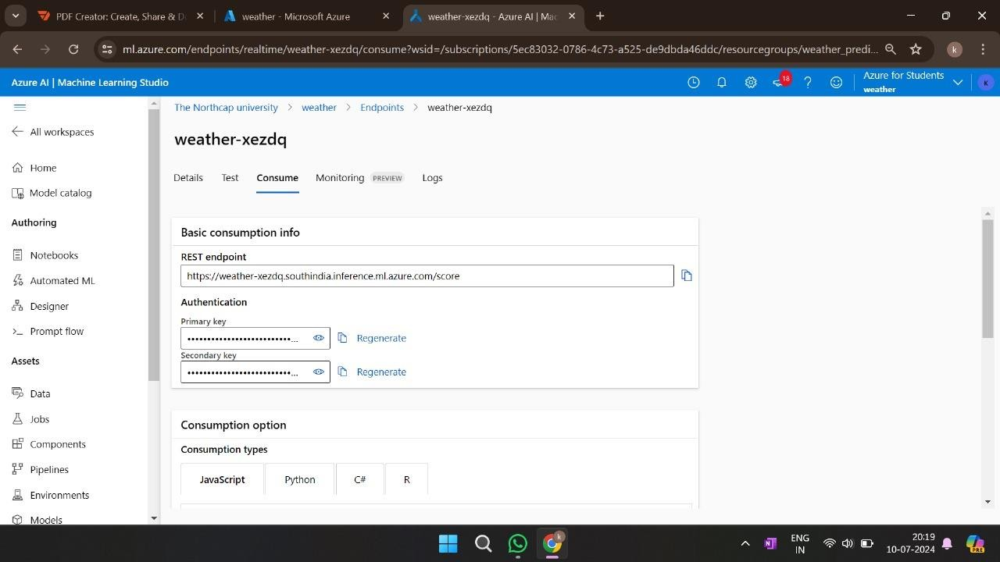 PDF Creator: Create, Share & D
weather - Microsoft Azure
weather-xezdq - Azure AI | Mac
ml.azure.com/endpoints/realtime/weather-xezdq/consume?wsid=/subscriptions/5ec83032-0786-4c73-a525-de9dbda46ddc/resourcegroups/weather_predi...
k
Azure AI | Machine Learning Studio
18
Azure for Students
weather
K
All workspaces
Home
Model catalog
Authoring
Notebooks
Automated ML
Designer
Prompt flow
Assets
Data
Jobs
Components
Pipelines
Environments
Models
The Northcap university > weather > Endpoints > weather-xezdq
weather-xezdq
Details Test Consume Monitoring PREVIEW Logs
Basic consumption info
REST endpoint
https://weather-xezdq.southindia.inference.ml.azure.com/score
Authentication
Primary key
••••••••••••••••••••••••••... Regenerate
Secondary key
••••••••••••••••••••••••••... Regenerate
Consumption option
Consumption types
JavaScript Python C# R
ENG
IN
20:19
10-07-2024
PRE